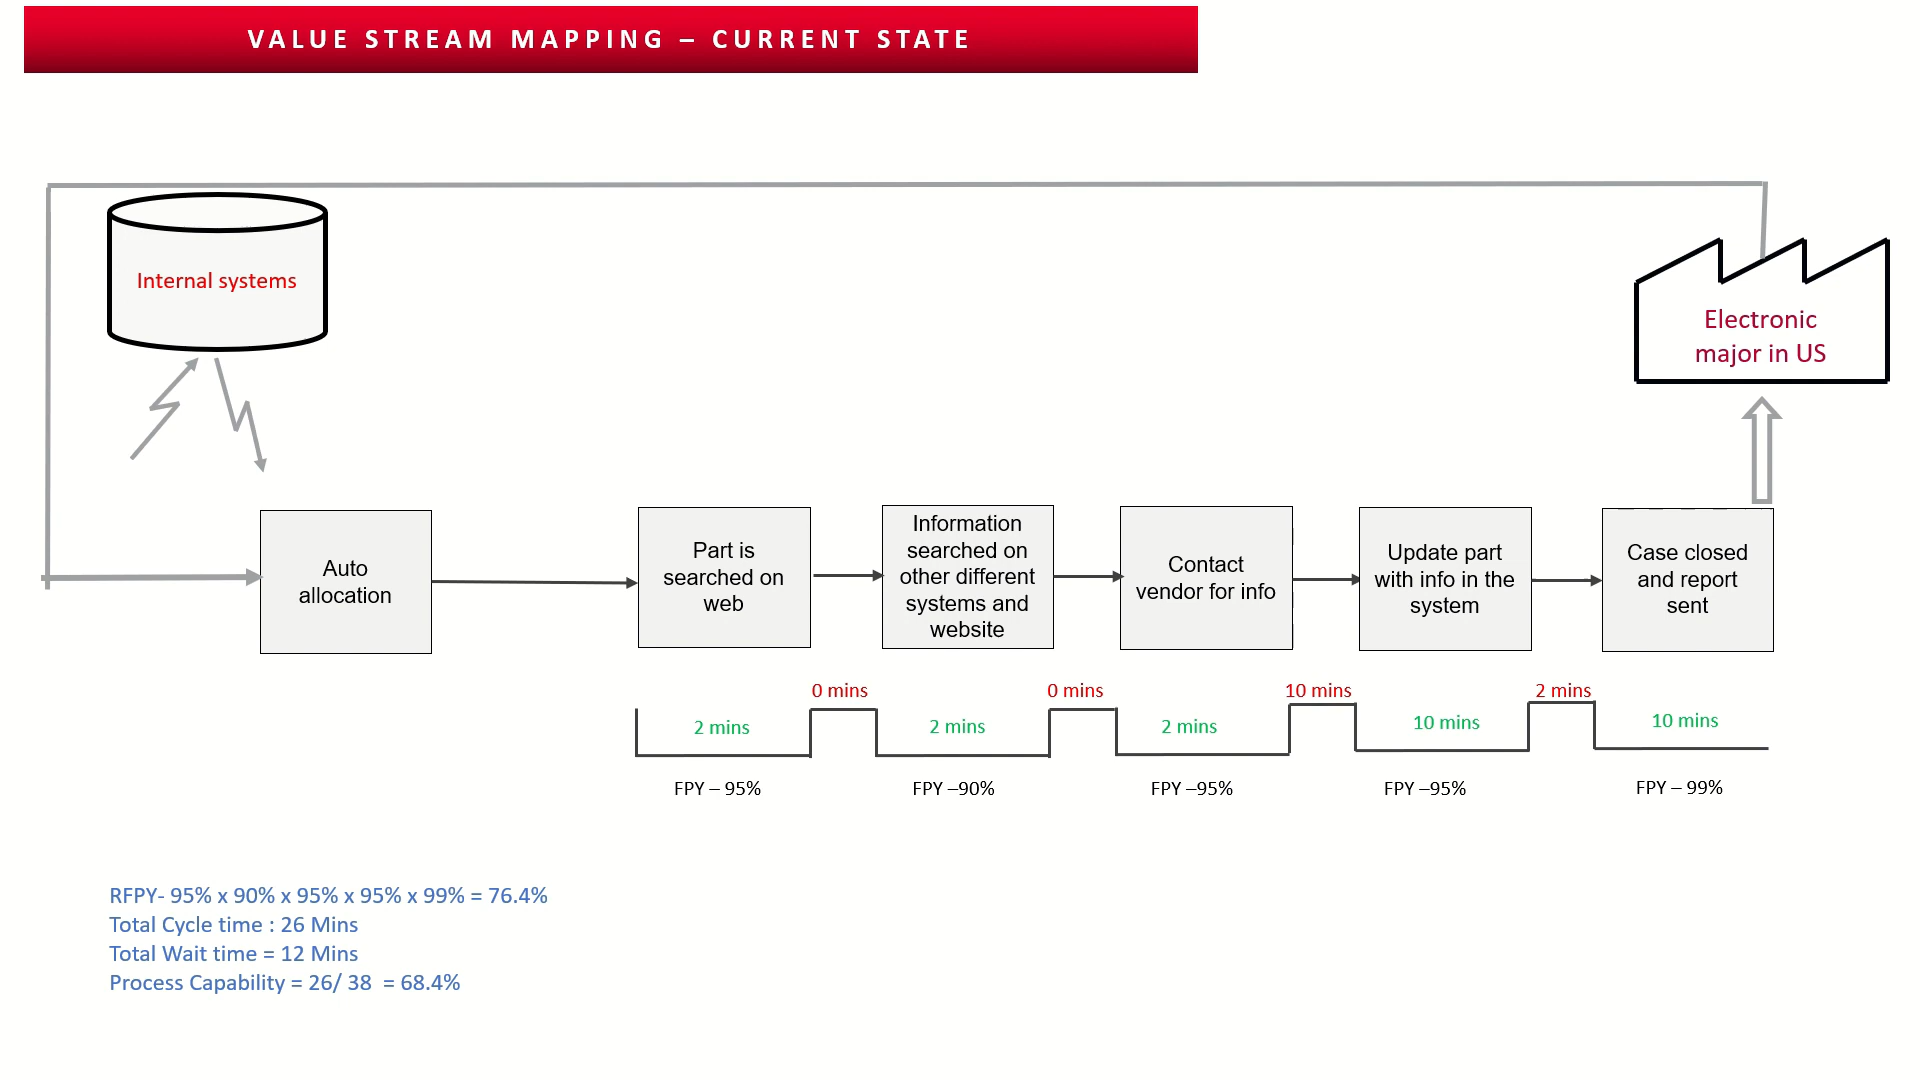 VALUE STREAM MAPPING – CURRENT STATE
Internal systems
Electronic
major in US
Auto
allocation
Part is
searched on
web
Information
searched on
other different
systems and
website
Contact
vendor for info
Update part
with info in the
system
Case closed
and report
sent
0 mins
0 mins
10 mins
2 mins
2 mins
2 mins
2 mins
10 mins
10 mins
FPY – 95%
FPY –90%
FPY –95%
FPY –95%
FPY – 99%
RFPY- 95% x 90% x 95% x 95% x 99% = 76.4%
Total Cycle time : 26 Mins
Total Wait time = 12 Mins
Process Capability = 26/ 38 = 68.4%